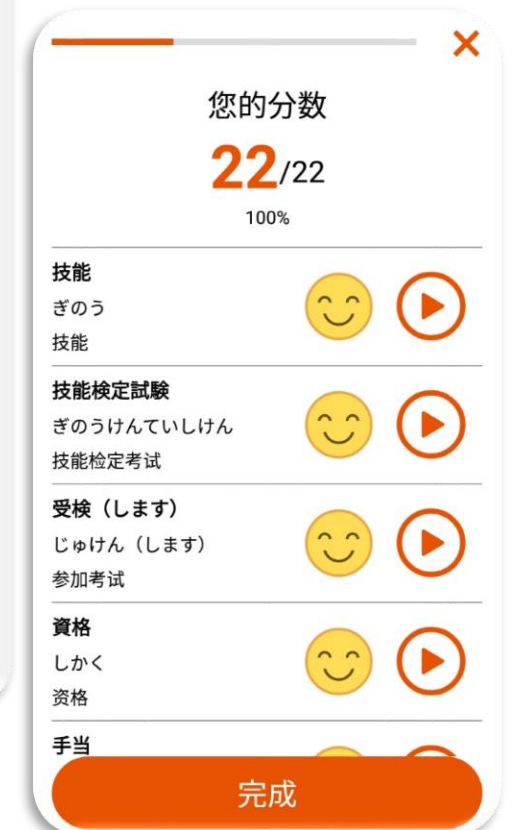 您的分数
22/22
100%
技能
ぎのう
技能
技能検定試験
ぎのうけんていしけん
技能检定考试
受検（します）
じゅけん（します）
参加考试
資格
しかく
资格
手当
完成